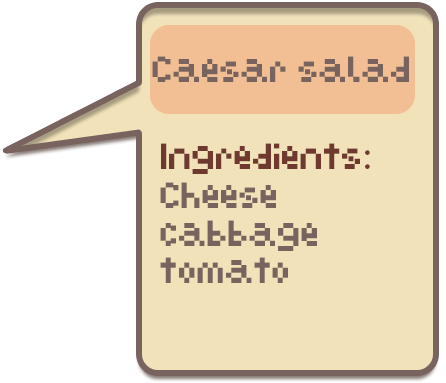 Caesar salad
Ingredients:
Cheese
cabbage
tomato